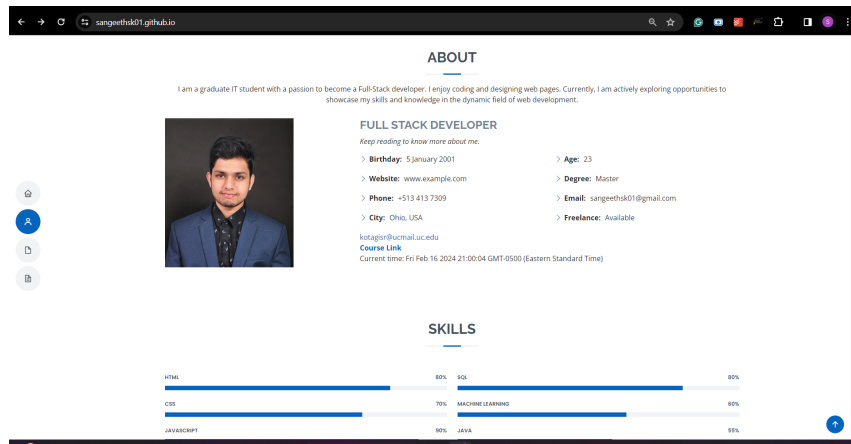 sangeethsk01.github.io
ABOUT
I am a graduate IT student with a passion to become a Full-Stack developer. I enjoy coding and designing web pages. Currently, I am actively exploring opportunities to
showcase my skills and knowledge in the dynamic field of web development.
FULL STACK DEVELOPER
Keep reading to know more about me.
Birthday: 5 January 2001
Age: 23
Website: www.example.com
Degree: Master
Phone: +513 413 7309
Email: sangeethsk01@gmail.com
City: Ohio, USA
Freelance: Available
kotagisr@ucmail.uc.edu
Course Link
Current time: Fri Feb 16 2024 21:00:04 GMT-0500 (Eastern Standard Time)
SKILLS
HTML 80% SQL 80%
CSS 70% MACHINE LEARNING 60%
JAVASCRIPT 90% JAVA 55%